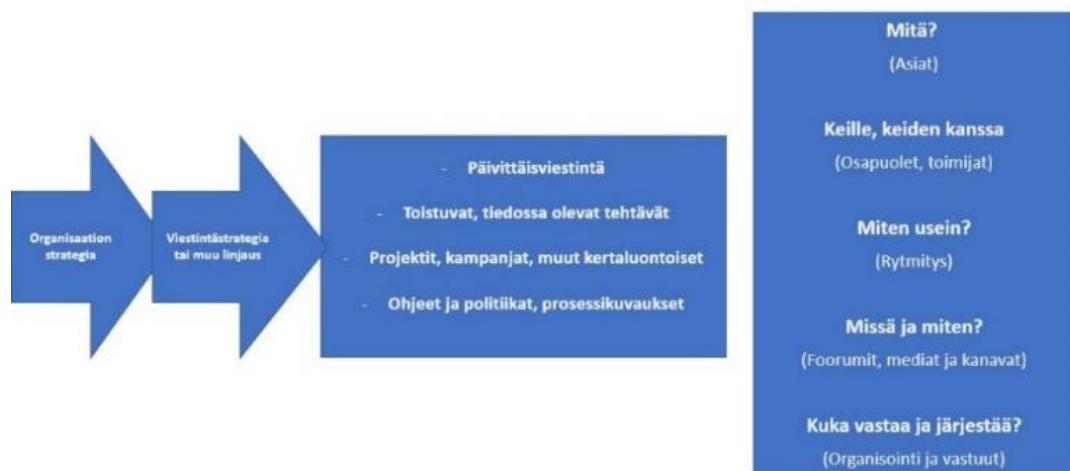 Organisaation
strategia
Viestintästrategia
tai muu linjaus
- Päivittäisviestintä
- Toistuvat, tiedossa olevat tehtävät
- Projektit, kampanjat, muut kertaluontoiset
- Ohjeet ja politiikat, prosessikuvaukset
Mitä?
(Asiat)
Keille, keiden kanssa
(Osapuolet, toimijat)
Miten usein?
(Rytmitys)
Missä ja miten?
(Foorumit, mediat ja kanavat)
Kuka vastaa ja järjestää?
(Organisointi ja vastuut)